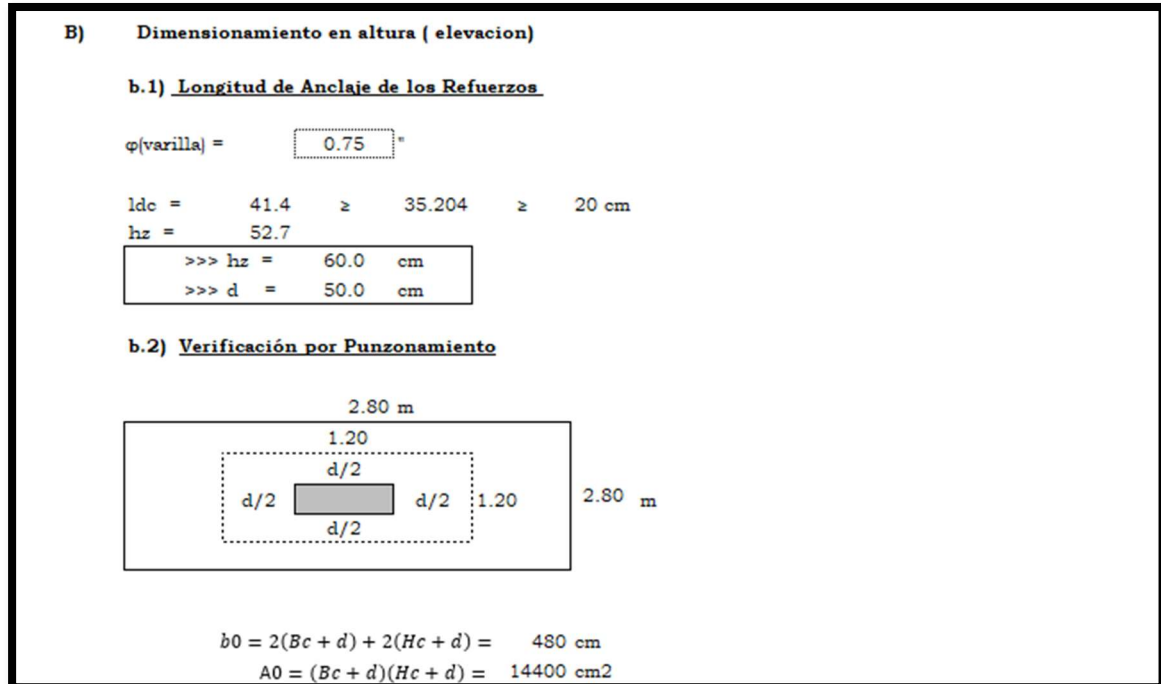 B) Dimensionamiento en altura ( elevacion)
b.1) Longitud de Anclaje de los Refuerzos
φ(varilla) = 0.75 "
ldc = 41.4 ≥ 35.204 ≥ 20 cm
hz = 52.7
>>> hz = 60.0 cm
>>> d = 50.0 cm
b.2) Verificación por Punzonamiento
2.80 m
1.20
d/2
d/2 d/2 1.20 2.80 m
d/2
b0 = 2(Bc + d) + 2(Hc + d) = 480 cm
A0 = (Bc + d)(Hc + d) = 14400 cm2